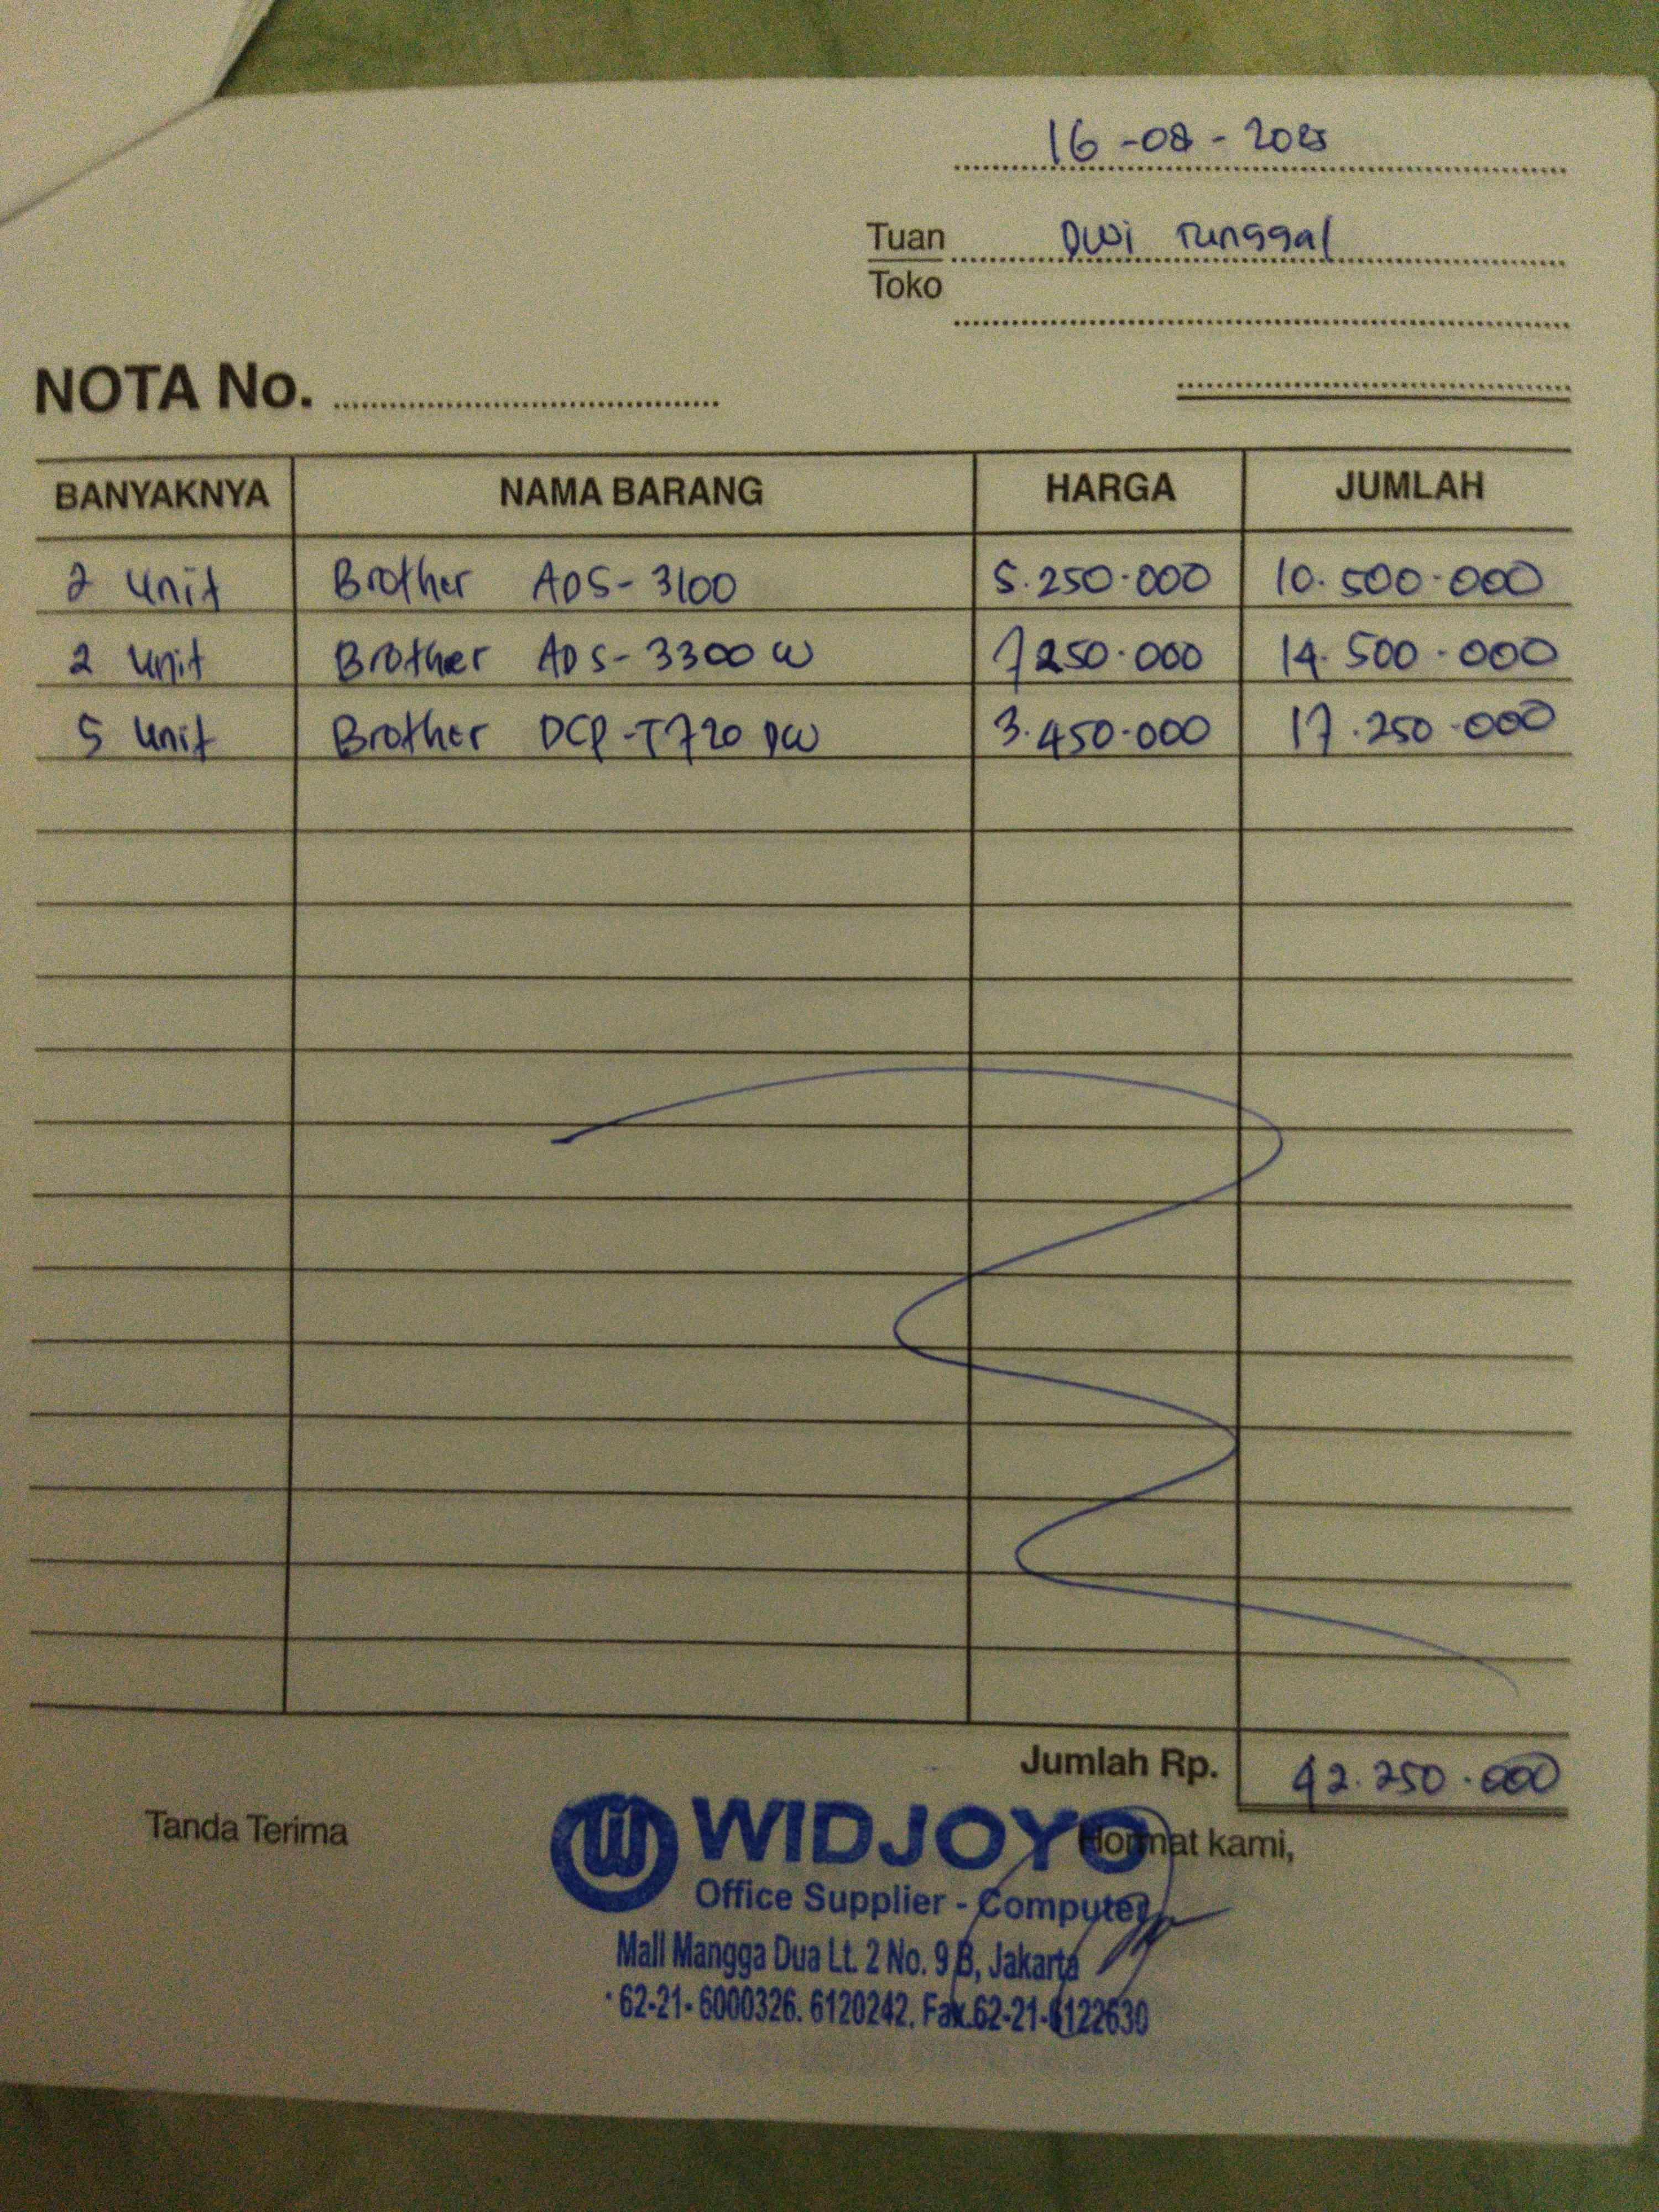 16-08-2025
Tuan Dwi Tunggal
Toko
NOTA No.
BANYAKNYA NAMA BARANG HARGA JUMLAH
2 Unit Brother ADS-3100 5.250.000 10.500.000
2 Unit Brother ADS-3300 W 7250.000 14.500.000
5 Unit Brother DCP-T720 DW 3.450.000 17.250.000
Jumlah Rp. 42.250.000
Tanda Terima
Hormat kami,
WIDJOYO
Office Supplier - Computer
Mall Mangga Dua Lt. 2 No. 9 B, Jakarta
62-21-6000326. 6120242. Fax.62-21-6122630